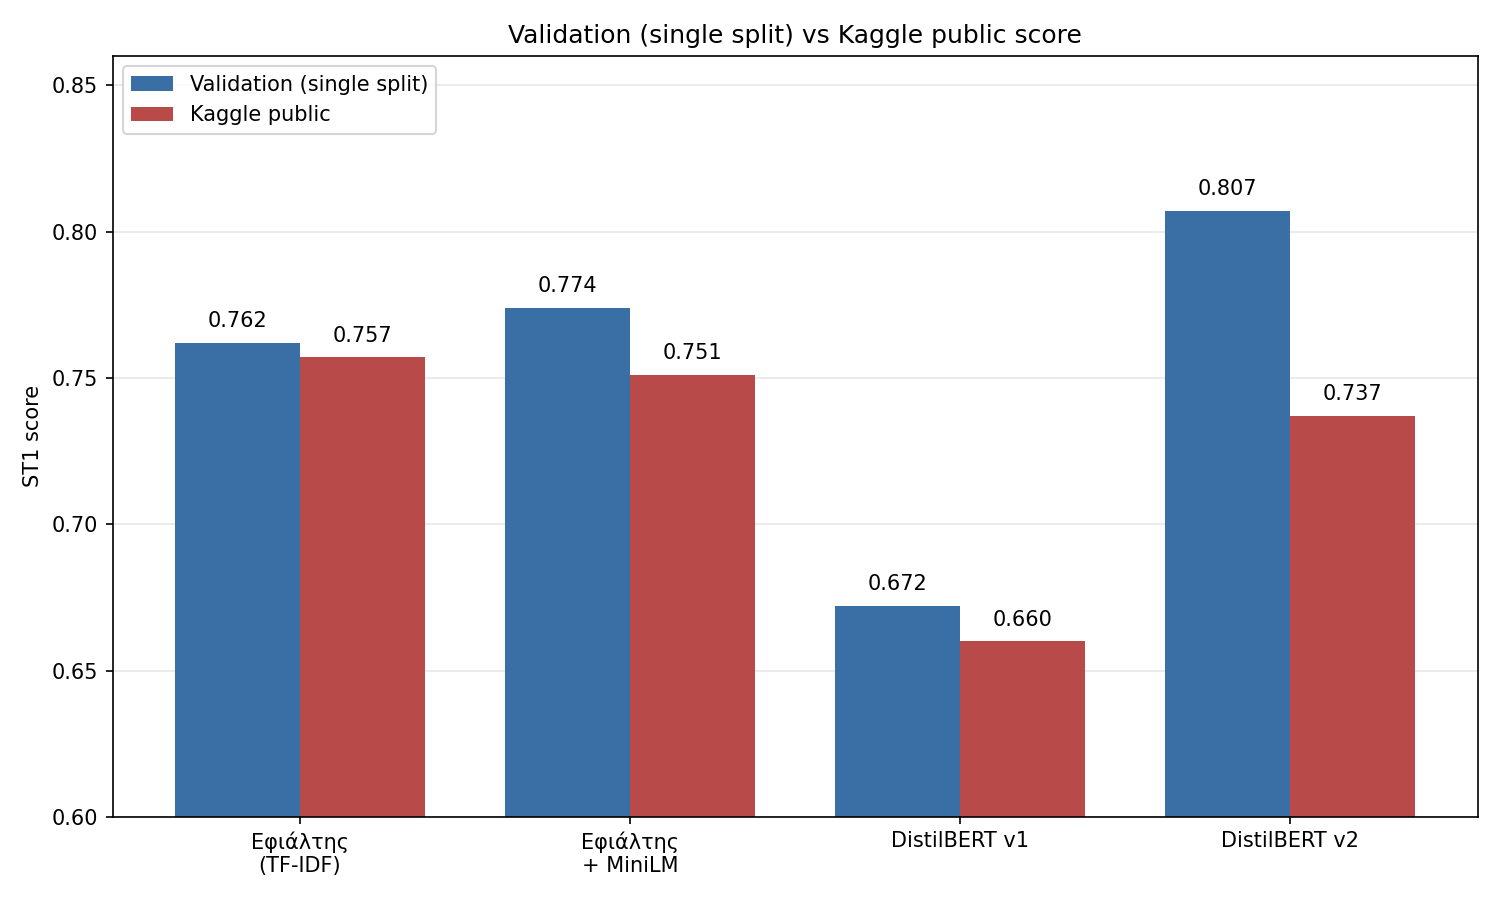 Validation (single split) vs Kaggle public score
Validation (single split)
Kaggle public
ST1 score
0.85
0.80
0.75
0.70
0.65
0.60
0.762
0.757
0.774
0.751
0.672
0.660
0.807
0.737
Εφιάλτης
(TF-IDF)
Εφιάλτης
+ MiniLM
DistilBERT v1
DistilBERT v2